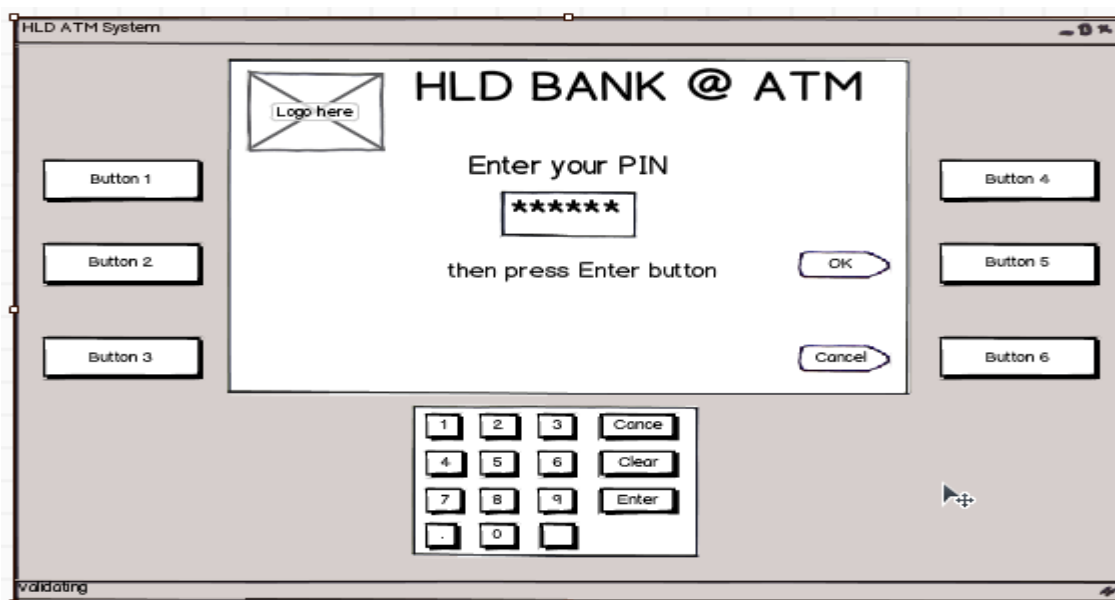 HLD ATM System
HLD BANK @ ATM
Logo here
Enter your PIN
Button 1
Button 4
******
Button 2
then press Enter button
OK
Button 5
Button 3
Cancel
Button 6
1 2 3 Cance
4 5 6 Clear
7 8 9 Enter
. 0
validating